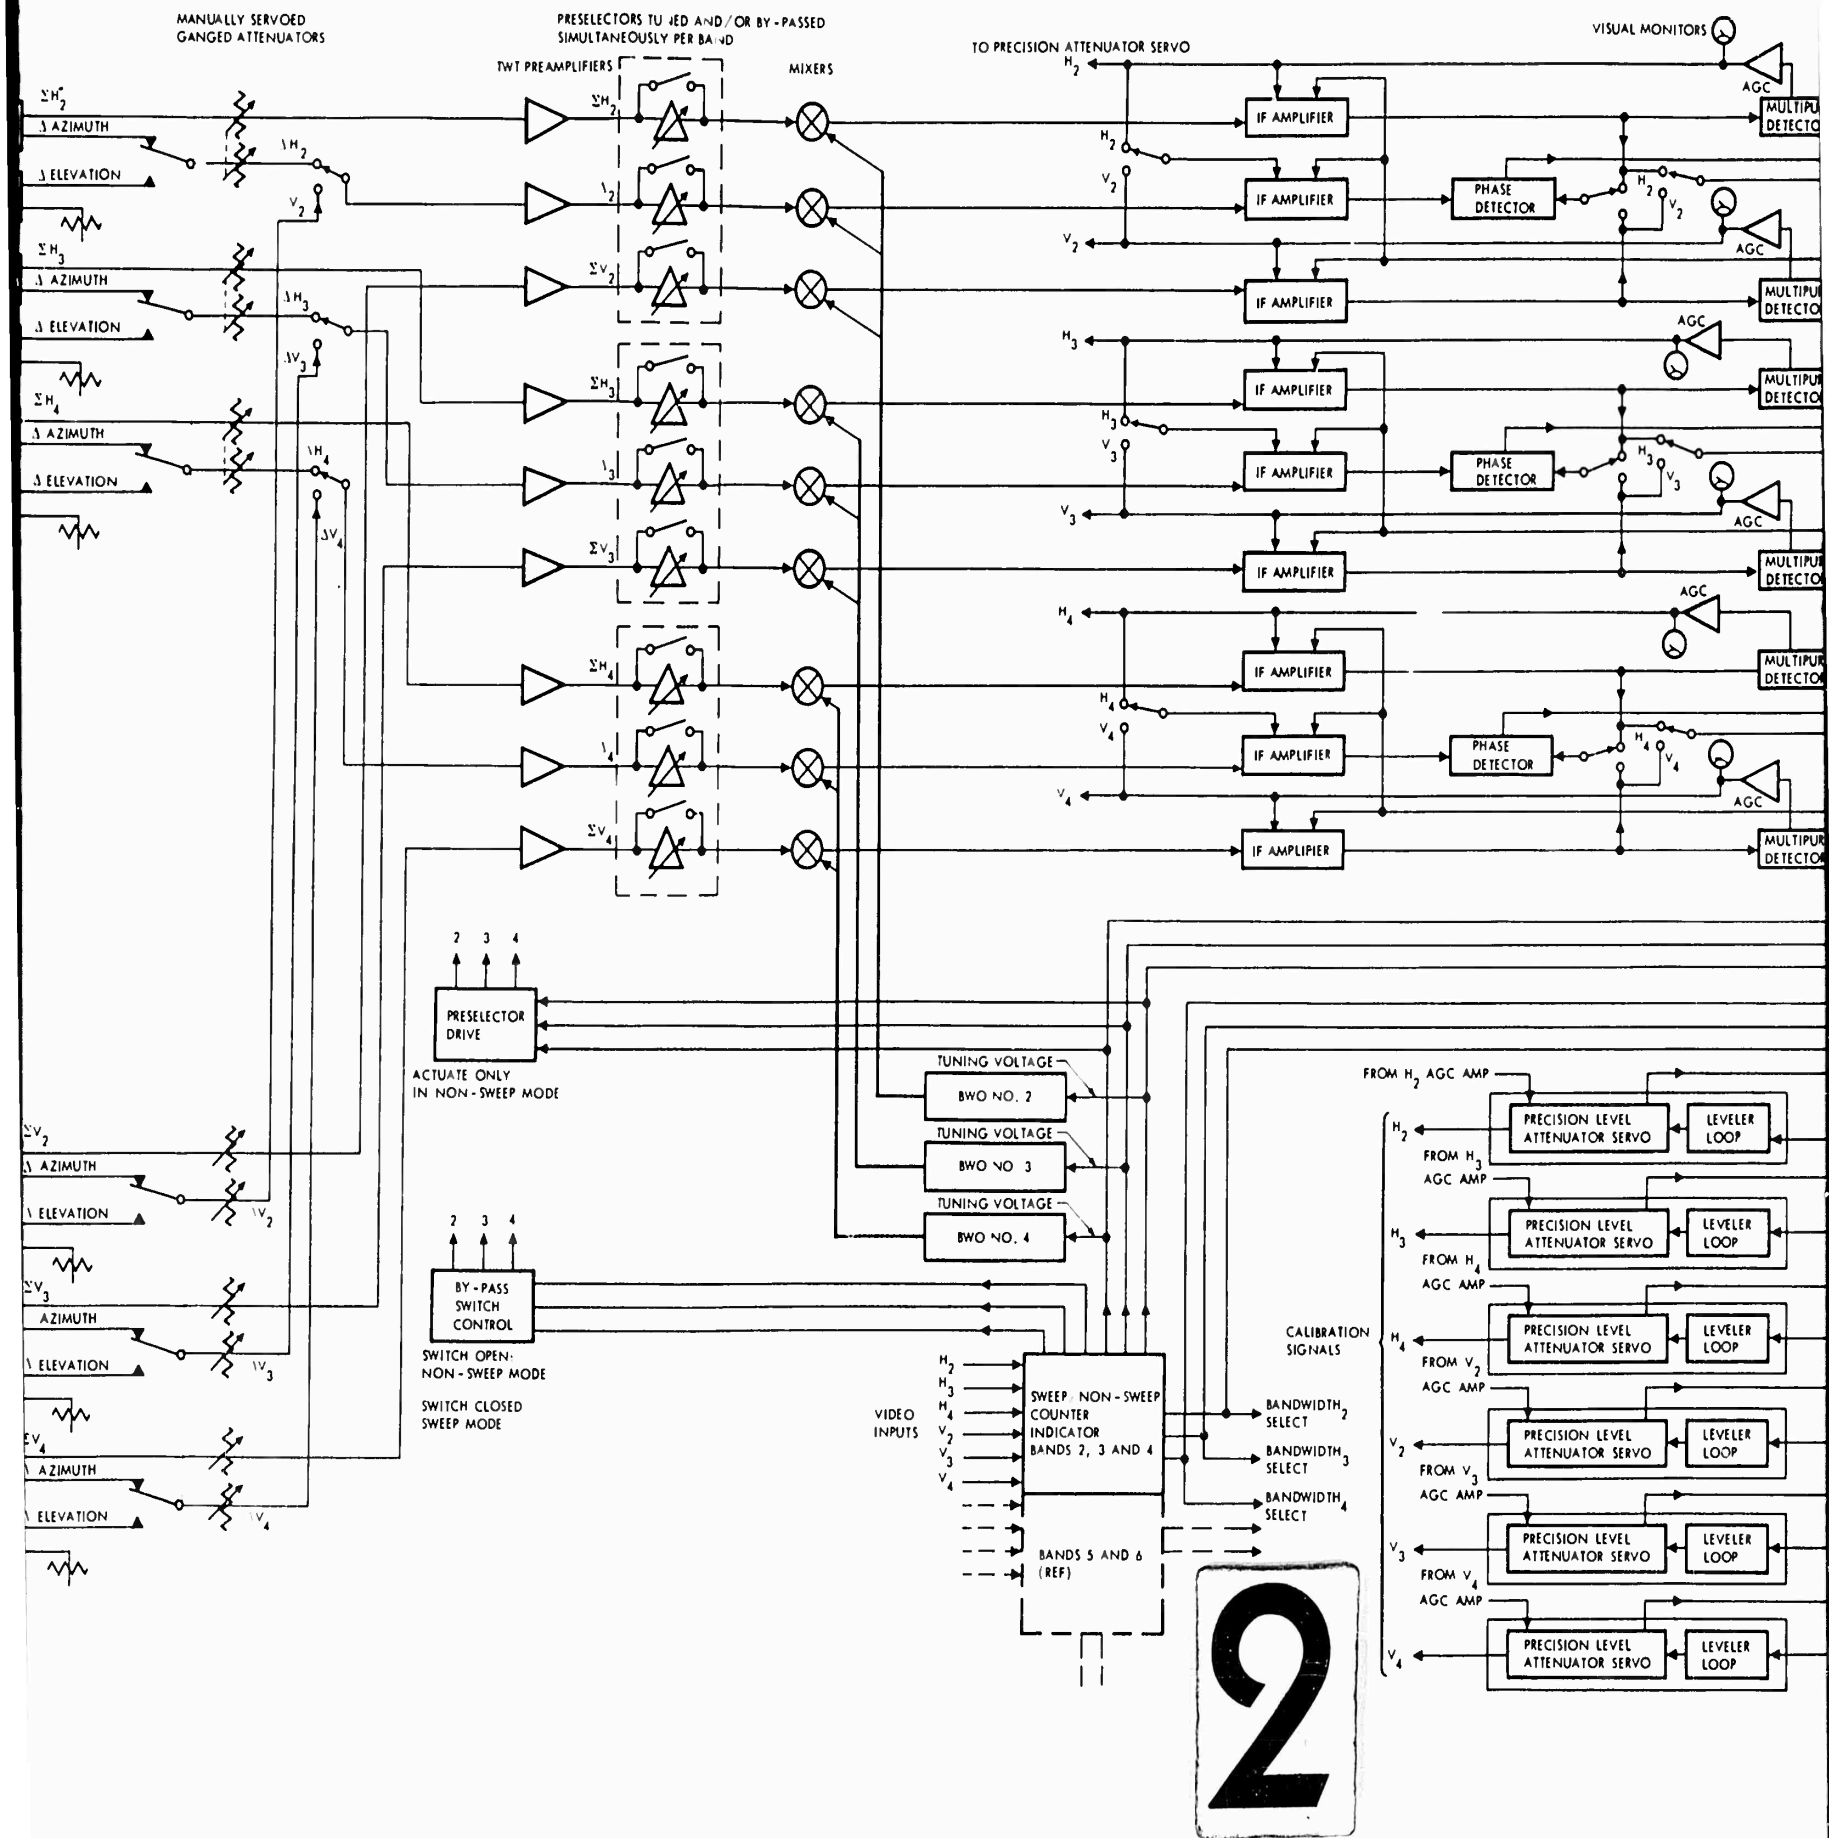 MANUALLY SERVOED
GANGED ATTENUATORS
PRESELECTORS TUNED AND/OR BY-PASSED
SIMULTANEOUSLY PER BAND
TWT PREAMPLIFIERS
MIXERS
TO PRECISION ATTENUATOR SERVO
VISUAL MONITORS
H2
AGC
MULTIPU
DETECTO
ΣH2
Δ AZIMUTH
Δ ELEVATION
ΔH2
V2
ΣH2
Δ2
ΣV2
H2
V2
IF AMPLIFIER
IF AMPLIFIER
PHASE
DETECTOR
H2
V2
AGC
V2
IF AMPLIFIER
MULTIPU
DETECTO
ΣH3
Δ AZIMUTH
Δ ELEVATION
ΔH3
ΔV3
ΣH3
Δ3
ΣV3
H3
AGC
IF AMPLIFIER
MULTIPU
DETECTO
H3
V3
IF AMPLIFIER
PHASE
DETECTOR
H3
V3
AGC
V3
IF AMPLIFIER
MULTIPU
DETECTO
ΣH4
Δ AZIMUTH
Δ ELEVATION
ΔH4
ΔV4
ΣH4
Δ4
ΣV4
H4
AGC
IF AMPLIFIER
MULTIPUR
DETECTOR
H4
V4
IF AMPLIFIER
PHASE
DETECTOR
H4
V4
AGC
V4
IF AMPLIFIER
MULTIPUR
DETECTOR
2 3 4
PRESELECTOR
DRIVE
ACTUATE ONLY
IN NON-SWEEP MODE
TUNING VOLTAGE
BWO NO. 2
TUNING VOLTAGE
BWO NO 3
TUNING VOLTAGE
BWO NO. 4
ΣV2
Δ AZIMUTH
Δ ELEVATION
ΔV2
ΣV3
AZIMUTH
Δ ELEVATION
ΔV3
ΣV4
Δ AZIMUTH
Δ ELEVATION
ΔV4
2 3 4
BY-PASS
SWITCH
CONTROL
SWITCH OPEN:
NON-SWEEP MODE
SWITCH CLOSED
SWEEP MODE
VIDEO
INPUTS
H2
H3
H4
V2
V3
V4
SWEEP/NON-SWEEP
COUNTER
INDICATOR
BANDS 2, 3 AND 4
BANDS 5 AND 6
(REF)
BANDWIDTH2
SELECT
BANDWIDTH3
SELECT
BANDWIDTH4
SELECT
CALIBRATION
SIGNALS
FROM H2 AGC AMP
H2
PRECISION LEVEL
ATTENUATOR SERVO
LEVELER
LOOP
FROM H3
AGC AMP
H3
PRECISION LEVEL
ATTENUATOR SERVO
LEVELER
LOOP
FROM H4
AGC AMP
H4
PRECISION LEVEL
ATTENUATOR SERVO
LEVELER
LOOP
FROM V2
AGC AMP
V2
PRECISION LEVEL
ATTENUATOR SERVO
LEVELER
LOOP
FROM V3
AGC AMP
V3
PRECISION LEVEL
ATTENUATOR SERVO
LEVELER
LOOP
FROM V4
AGC AMP
V4
PRECISION LEVEL
ATTENUATOR SERVO
LEVELER
LOOP
2